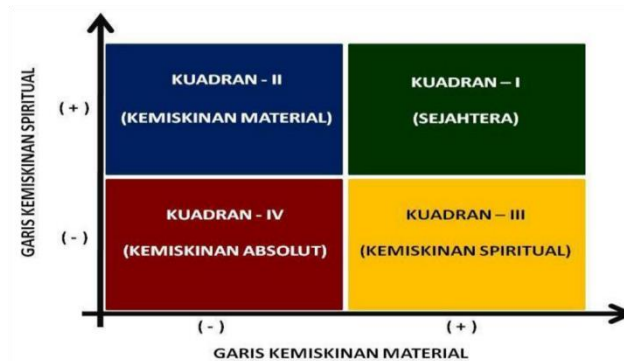 GARIS KEMISKINAN SPIRITUAL
( + )
KUADRAN - II
(KEMISKINAN MATERIAL)
KUADRAN – I
(SEJAHTERA)
( - )
KUADRAN - IV
(KEMISKINAN ABSOLUT)
KUADRAN – III
(KEMISKINAN SPIRITUAL)
( - )
( + )
GARIS KEMISKINAN MATERIAL